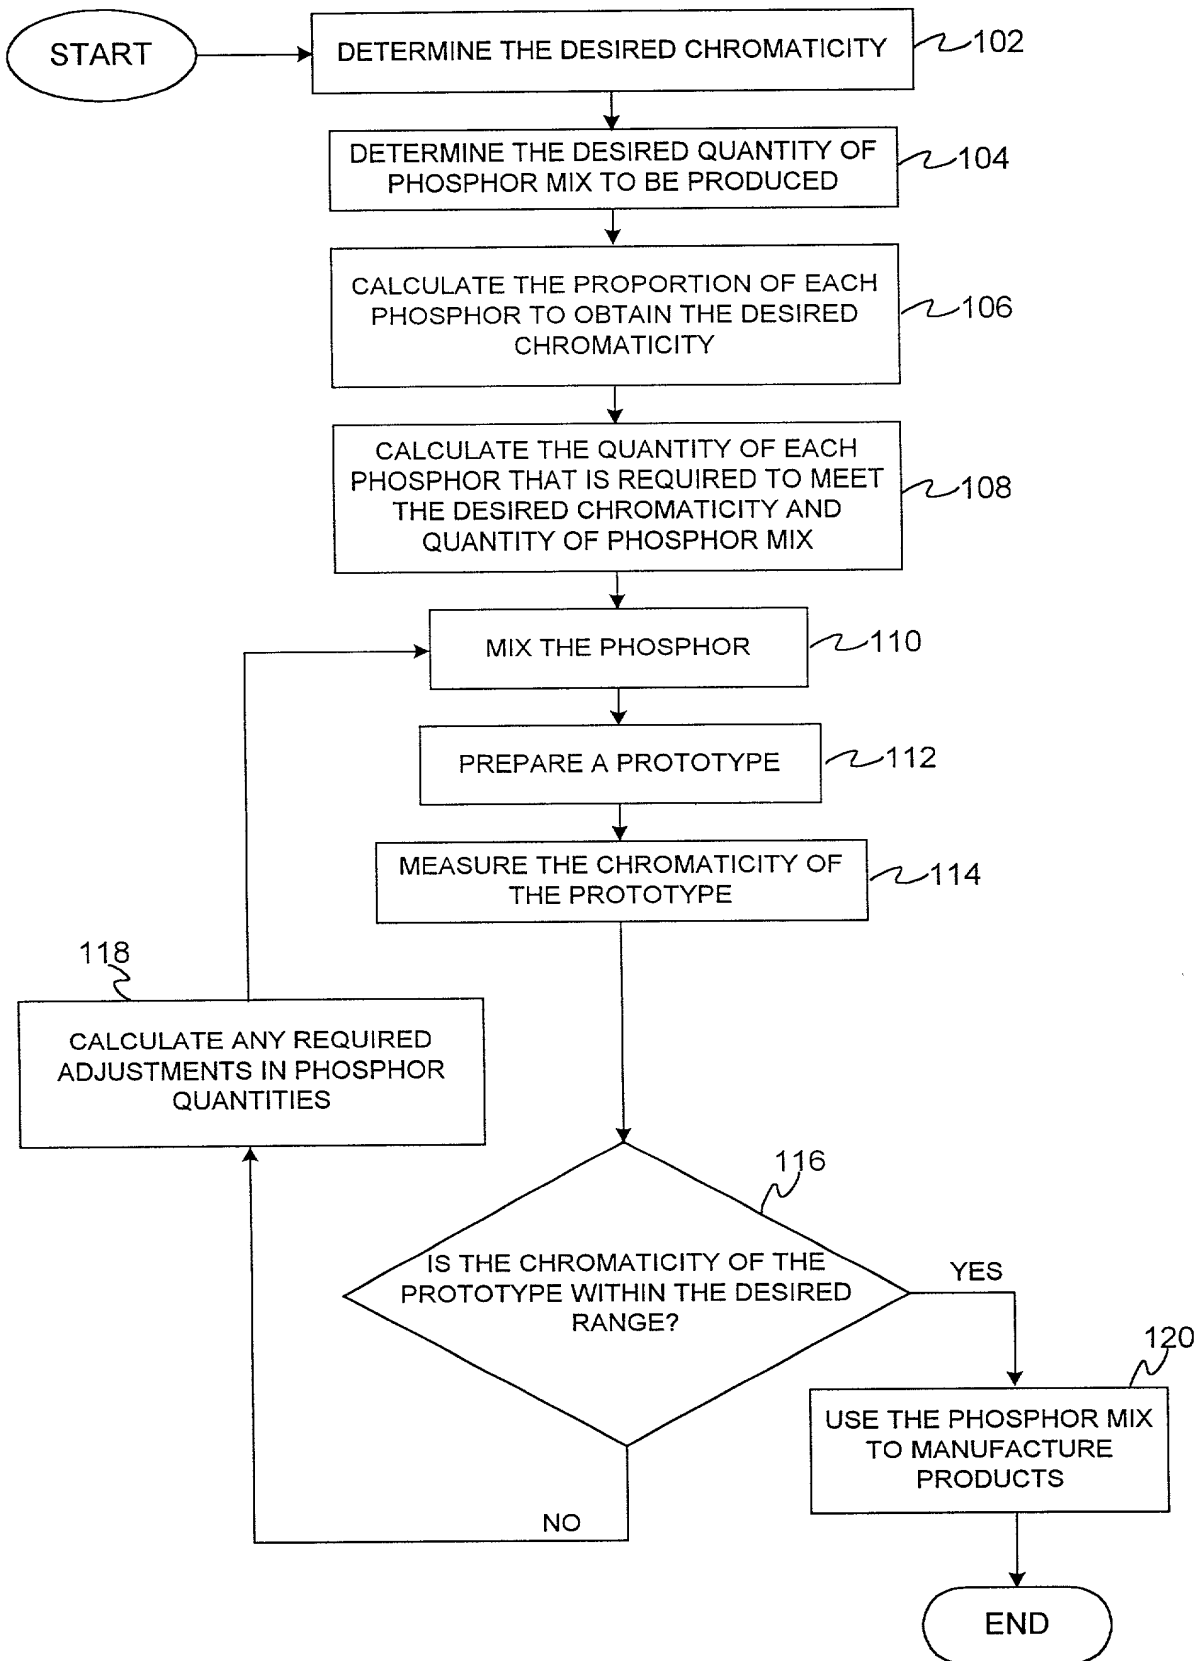 START
DETERMINE THE DESIRED CHROMATICITY
102
DETERMINE THE DESIRED QUANTITY OF
PHOSPHOR MIX TO BE PRODUCED
104
CALCULATE THE PROPORTION OF EACH
PHOSPHOR TO OBTAIN THE DESIRED
CHROMATICITY
106
CALCULATE THE QUANTITY OF EACH
PHOSPHOR THAT IS REQUIRED TO MEET
THE DESIRED CHROMATICITY AND
QUANTITY OF PHOSPHOR MIX
108
MIX THE PHOSPHOR
110
PREPARE A PROTOTYPE
112
MEASURE THE CHROMATICITY OF
THE PROTOTYPE
114
118
CALCULATE ANY REQUIRED
ADJUSTMENTS IN PHOSPHOR
QUANTITIES
116
IS THE CHROMATICITY OF THE
PROTOTYPE WITHIN THE DESIRED
RANGE?
YES
120
USE THE PHOSPHOR MIX
TO MANUFACTURE
PRODUCTS
NO
END